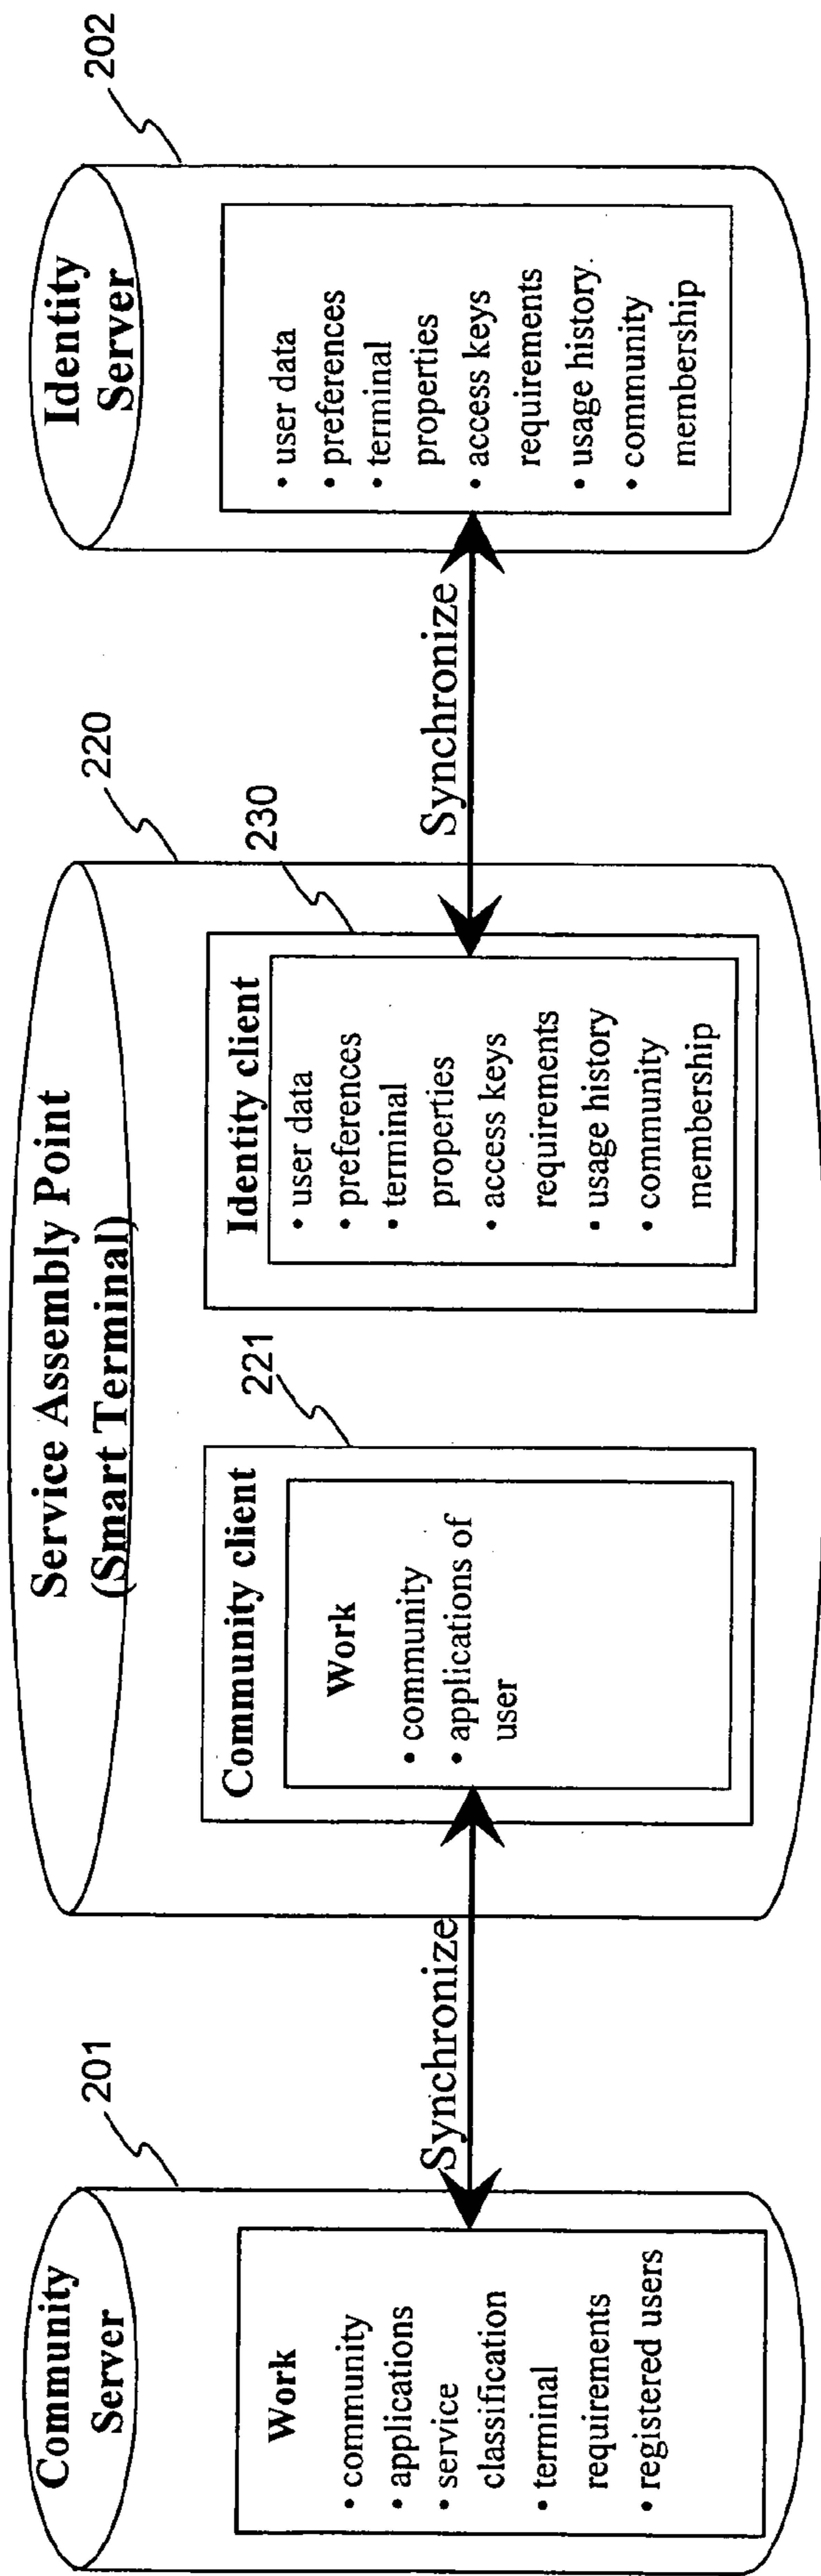 Community
Server
201
Work
• community
• applications
• service
classification
• terminal
requirements
• registered users
Synchronize
Service Assembly Point
(Smart Terminal)
220
Community client
221
Work
• community
• applications of
user
Identity client
230
• user data
• preferences
• terminal
properties
• access keys
requirements
• usage history
• community
membership
Synchronize
Identity
Server
202
• user data
• preferences
• terminal
properties
• access keys
requirements
• usage history.
• community
membership